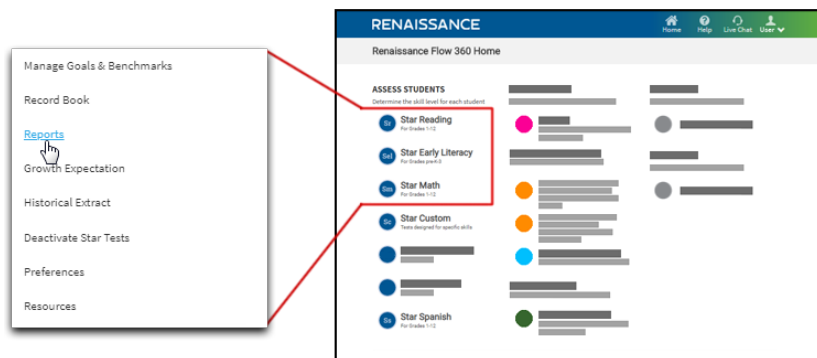 Manage Goals & Benchmarks
Record Book
Reports
Growth Expectation
Historical Extract
Deactivate Star Tests
Preferences
Resources
RENAISSANCE
Home Help Live Chat User
Renaissance Flow 360 Home
ASSESS STUDENTS
Determine the skill level for each student
Sr Star Reading
For Grades 1-12
Sel Star Early Literacy
For Grades pre-K-3
Sm Star Math
For Grades 1-12
Sc Star Custom
Tests designed for specific skills
Ss Star Spanish
For Grades 1-12